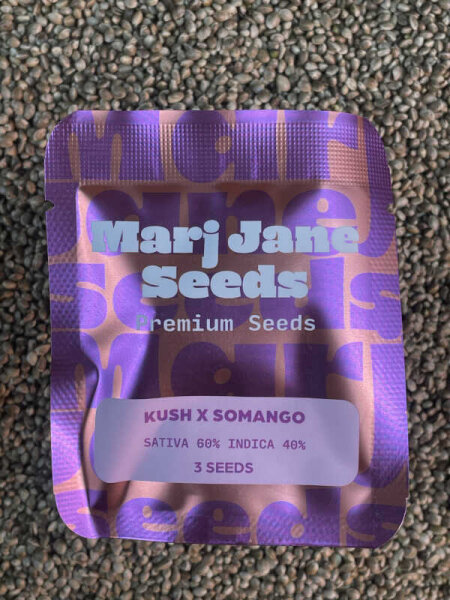 Marj Jane
Seeds
Premium Seeds
KUSH X SOMANGO
SATIVA 60% INDICA 40%
3 SEEDS